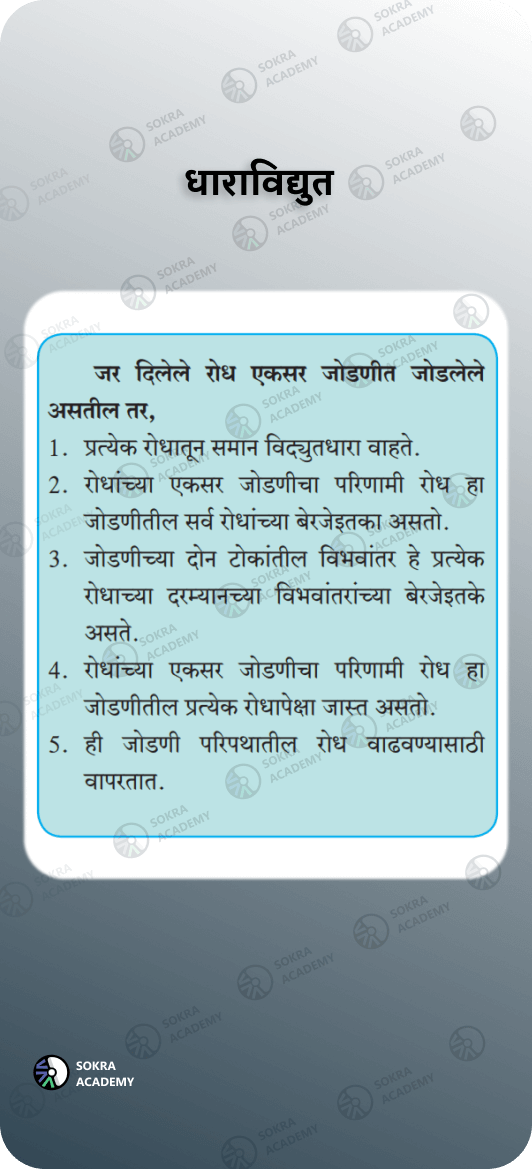 धाराविद्युत
जर दिलेले रोध एकसर जोडणीत जोडलेले
असतील तर,
1. प्रत्येक रोधातून समान विद्युतधारा वाहते.
2. रोधांच्या एकसर जोडणीचा परिणामी रोध हा
जोडणीतील सर्व रोधांच्या बेरजेइतका असतो.
3. जोडणीच्या दोन टोकांतील विभवांतर हे प्रत्येक
रोधाच्या दरम्यानच्या विभवांतरांच्या बेरजेइतके
असते.
4. रोधांच्या एकसर जोडणीचा परिणामी रोध हा
जोडणीतील प्रत्येक रोधापेक्षा जास्त असतो.
5. ही जोडणी परिपथातील रोध वाढवण्यासाठी
वापरतात.
SOKRA
ACADEMY